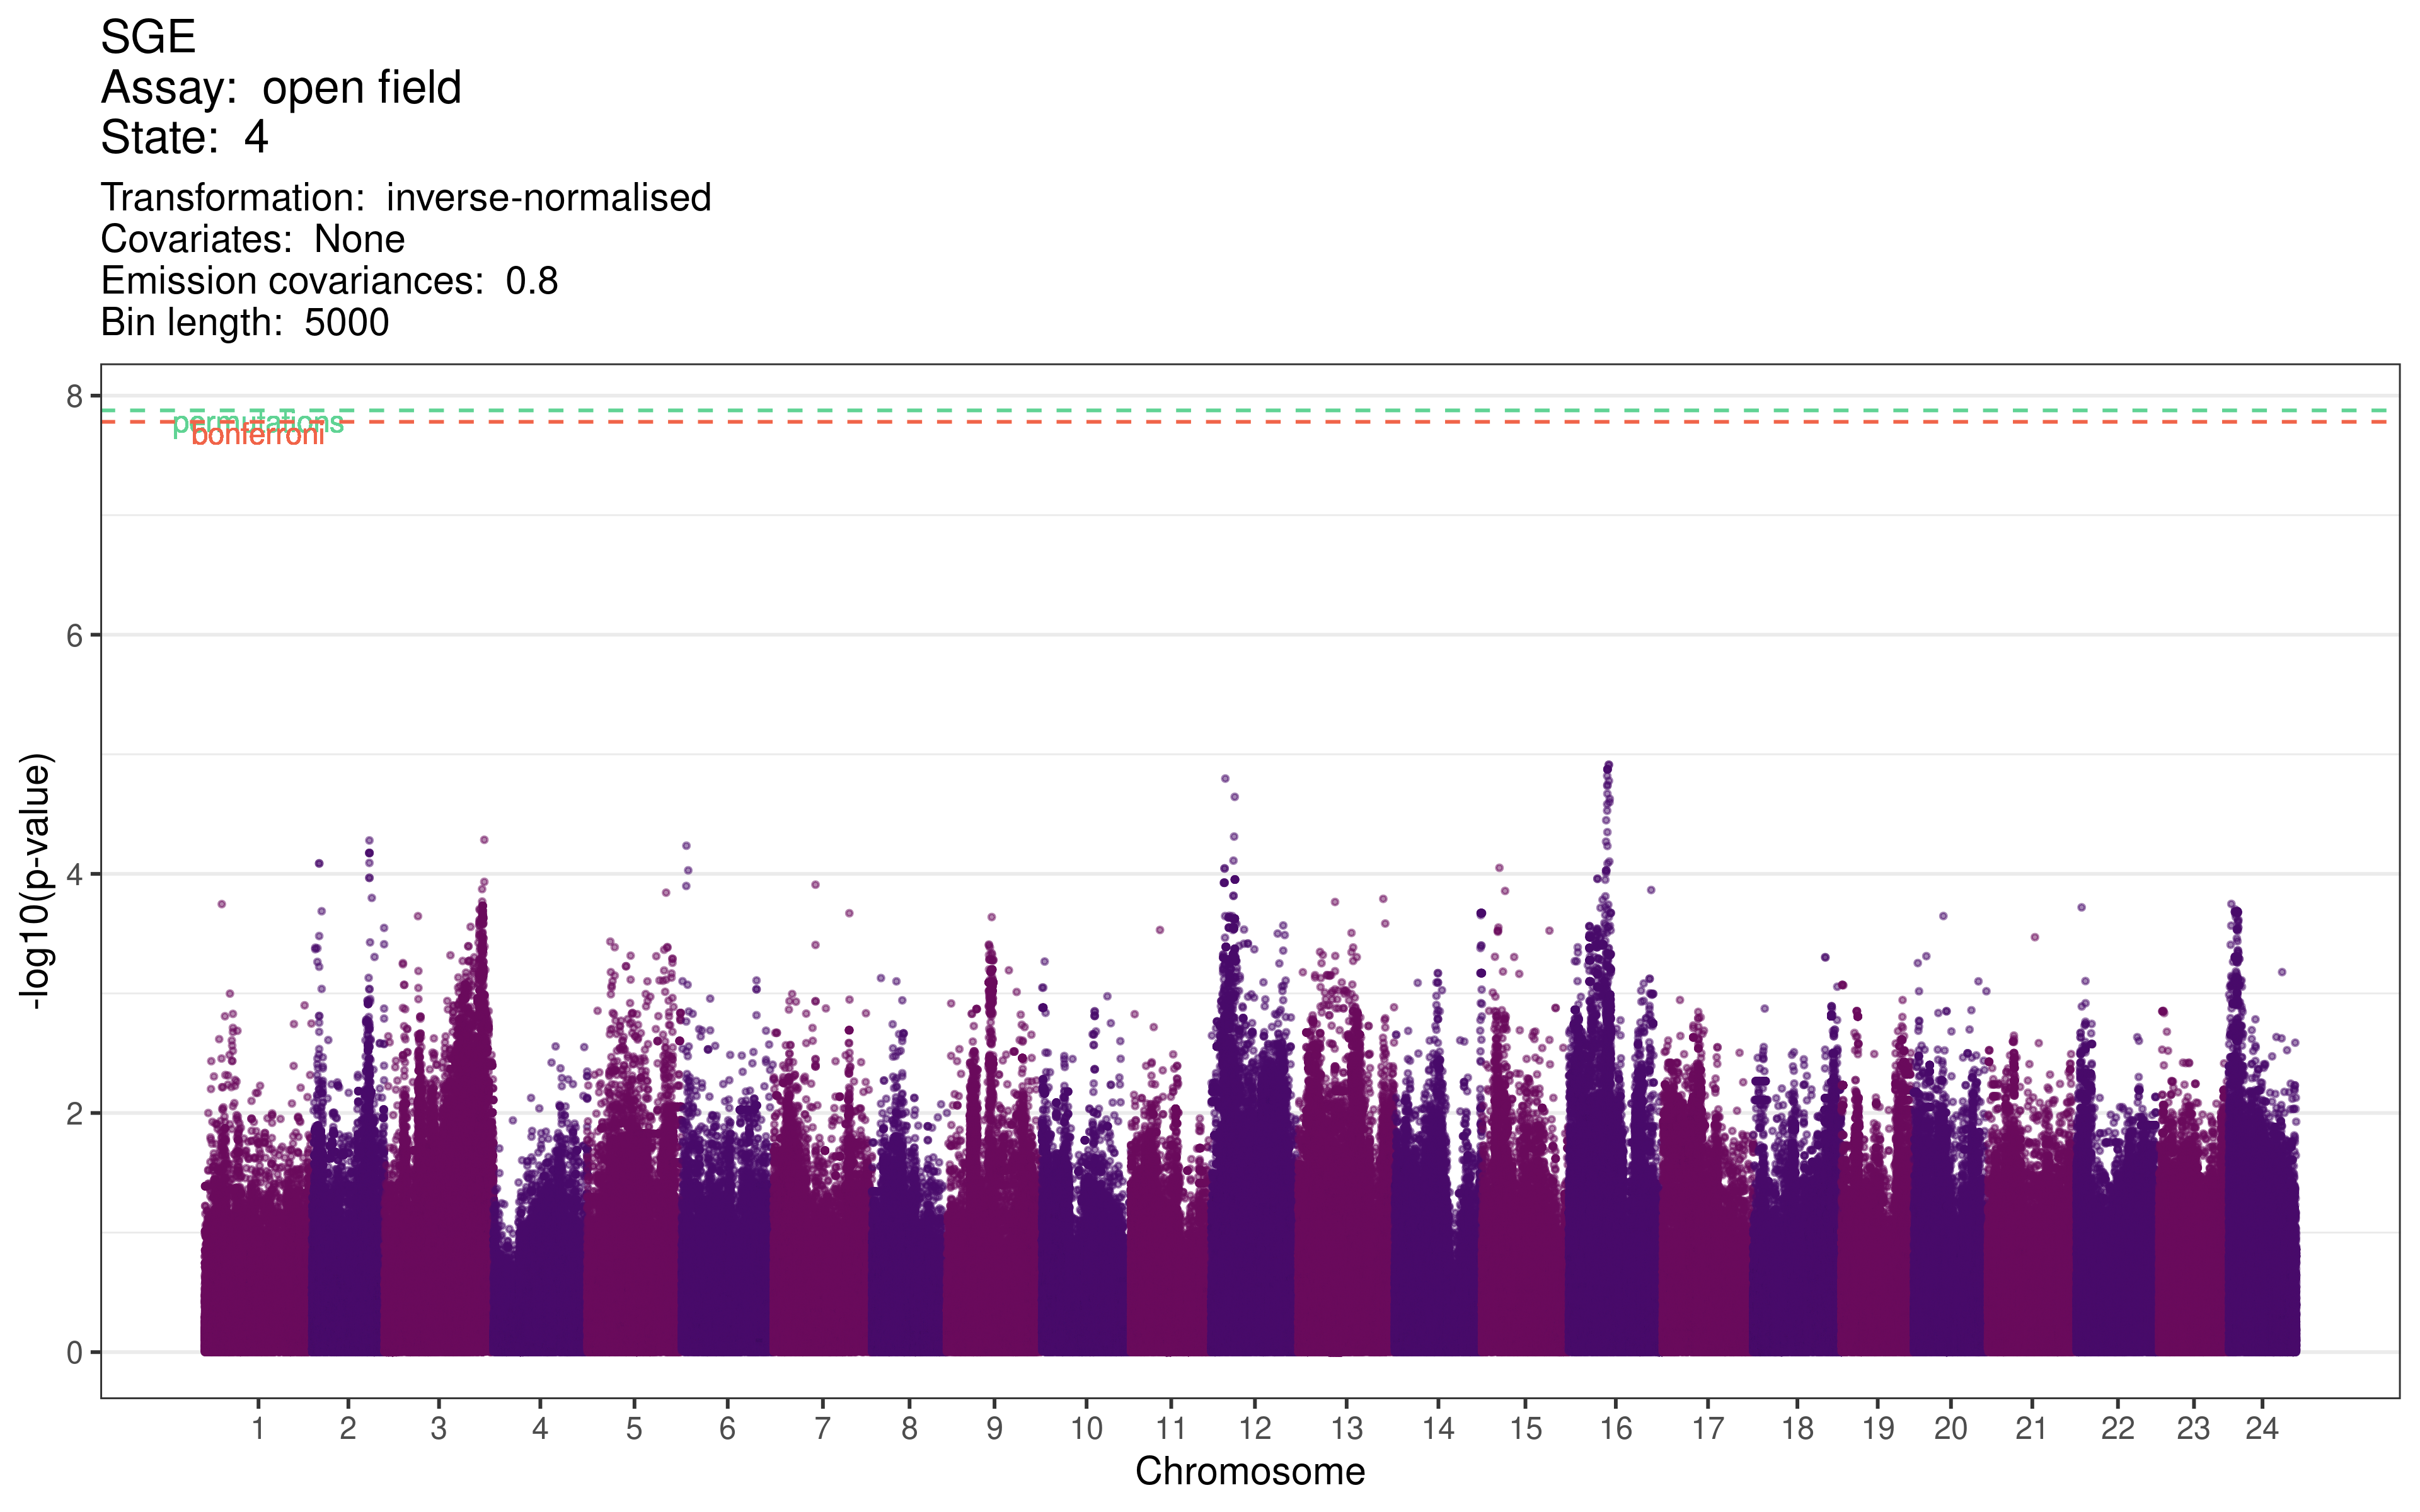 SGE
Assay: open field
State: 4
Transformation: inverse-normalised
Covariates: None
Emission covariances: 0.8
Bin length: 5000
8
permutations
bonferroni
6
4
2
0
-log10(p-value)
1 2 3 4 5 6 7 8 9 10 11 12 13 14 15 16 17 18 19 20 21 22 23 24
Chromosome